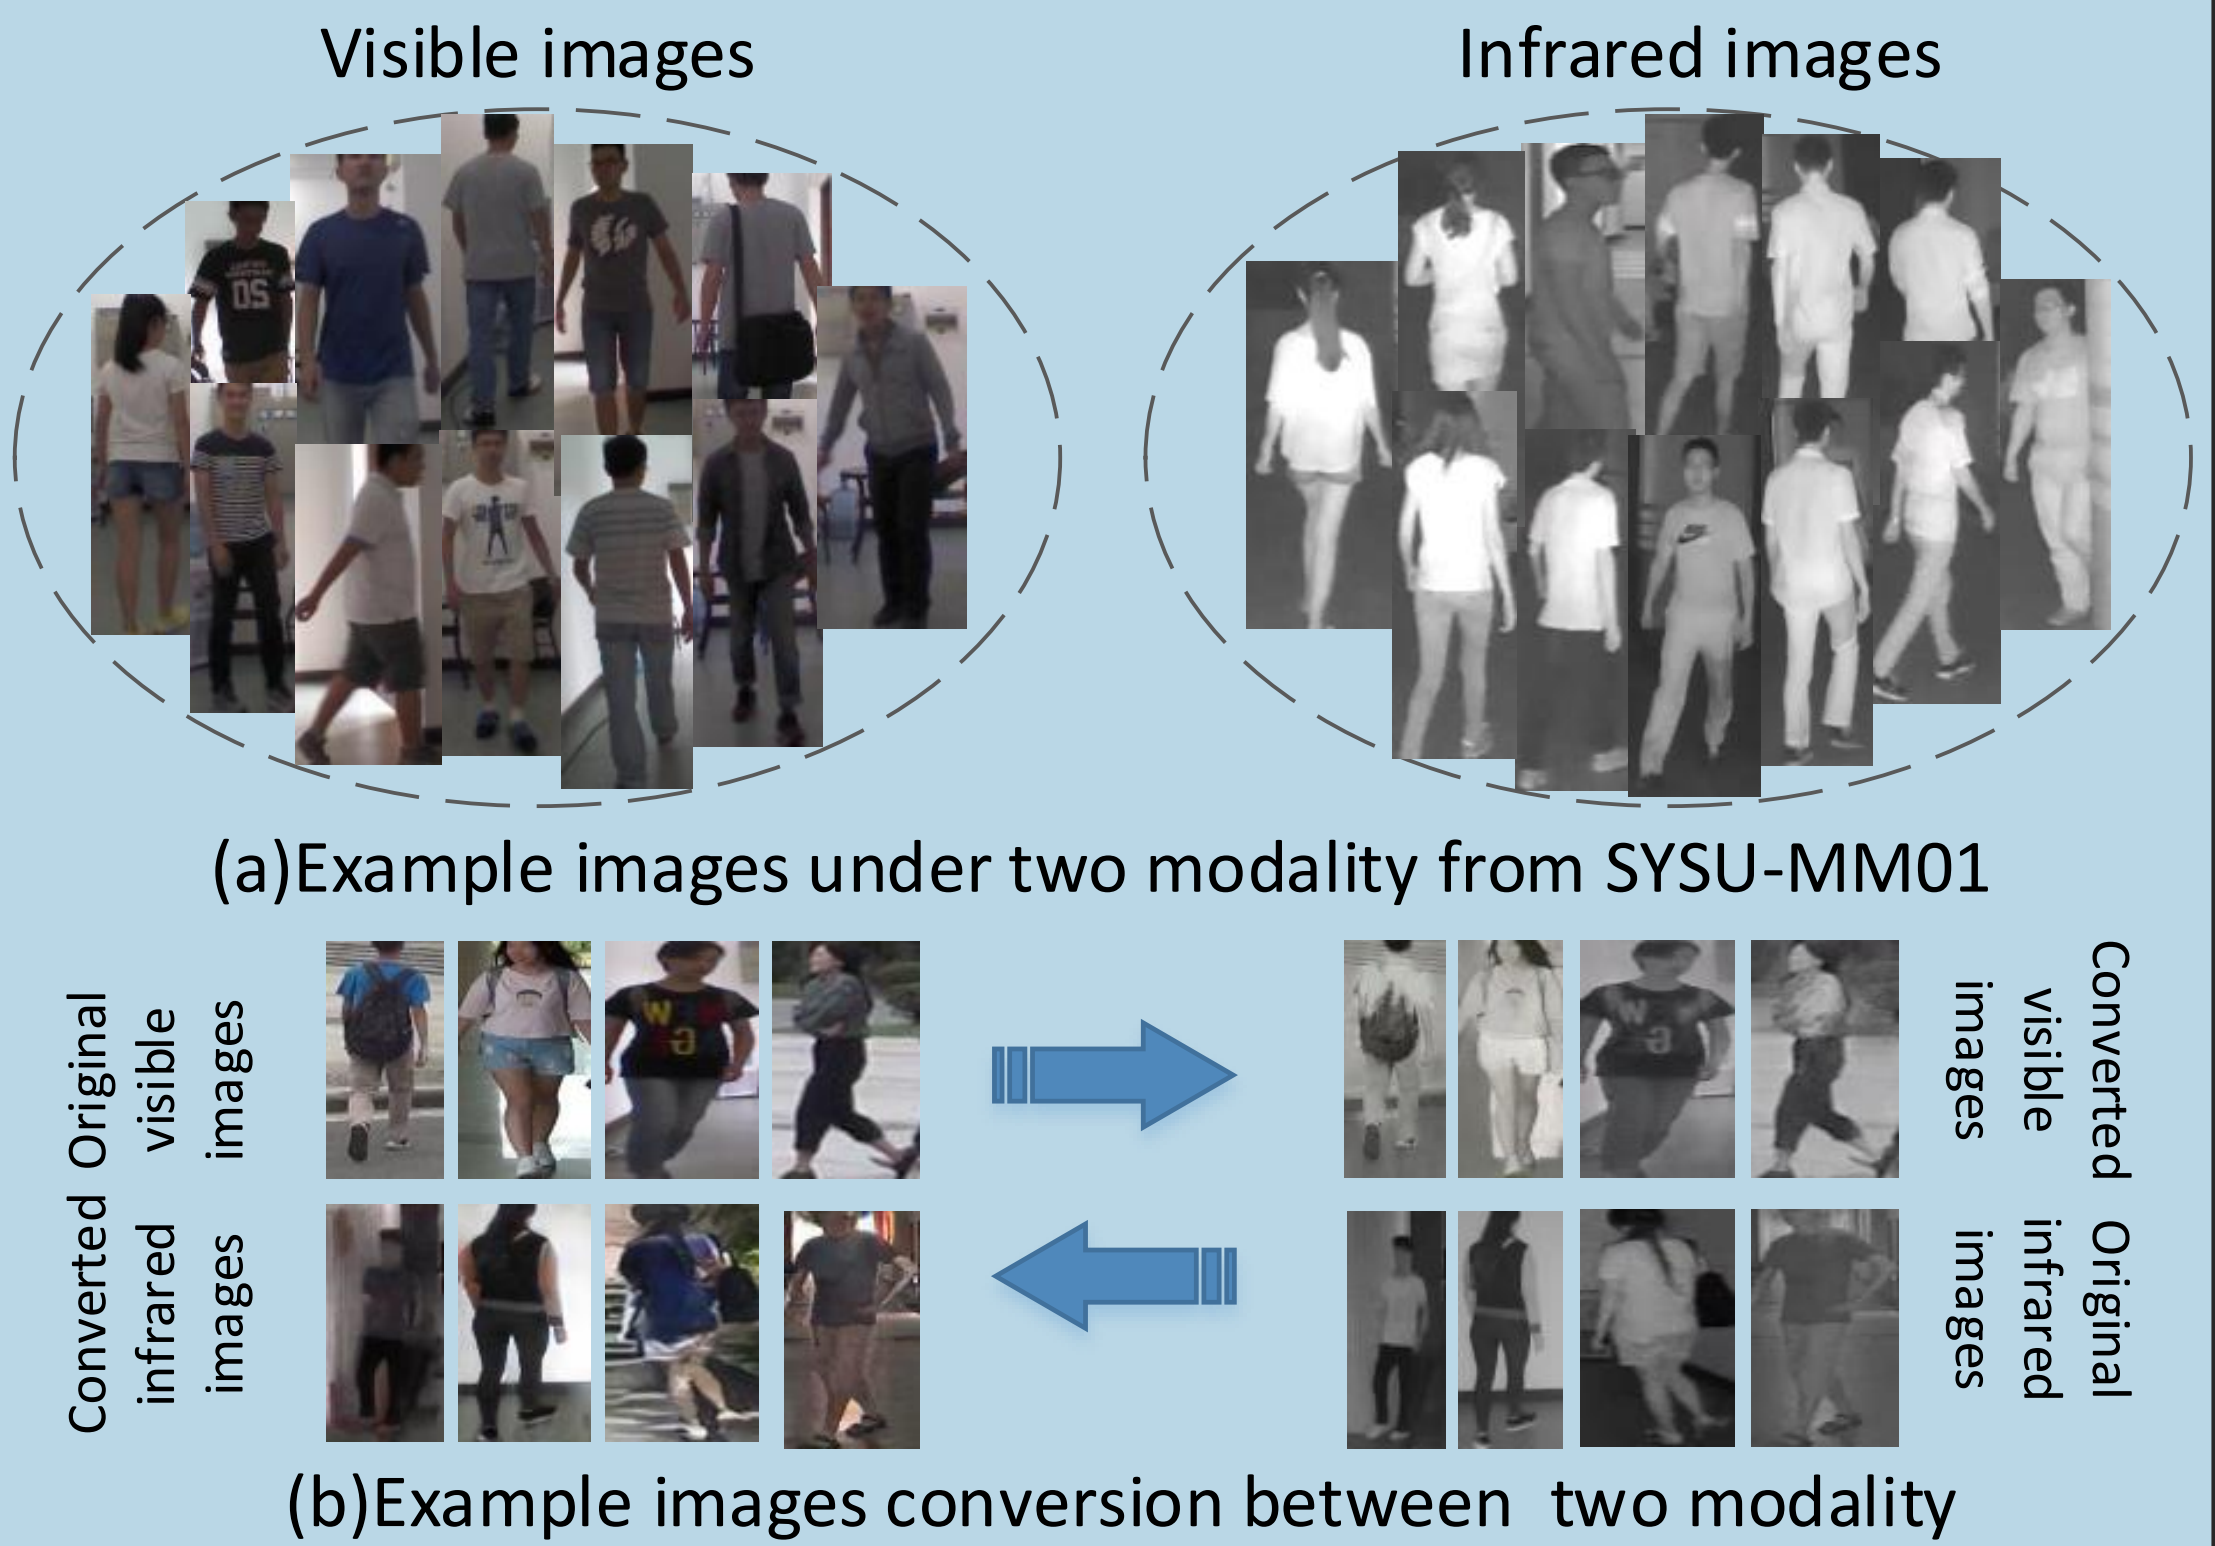 Visible images
Infrared images
05
(a)Example images under two modality from SYSU-MM01
Original
visible
images
W
G
Converted
visible
images
Converted
infrared
images
Original
infrared
images
(b)Example images conversion between two modality